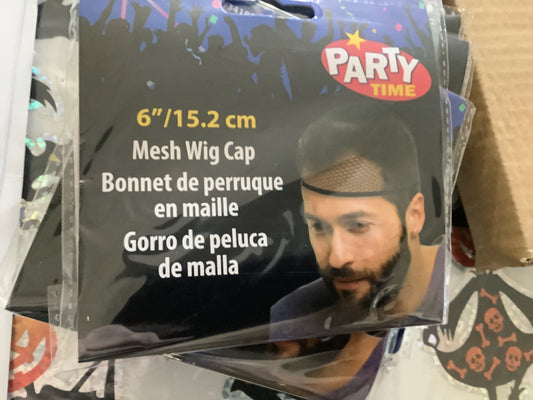 PARTY
TIME
6"/15.2 cm
Mesh Wig Cap
Bonnet de perruque
en maille
Gorro de peluca
de malla